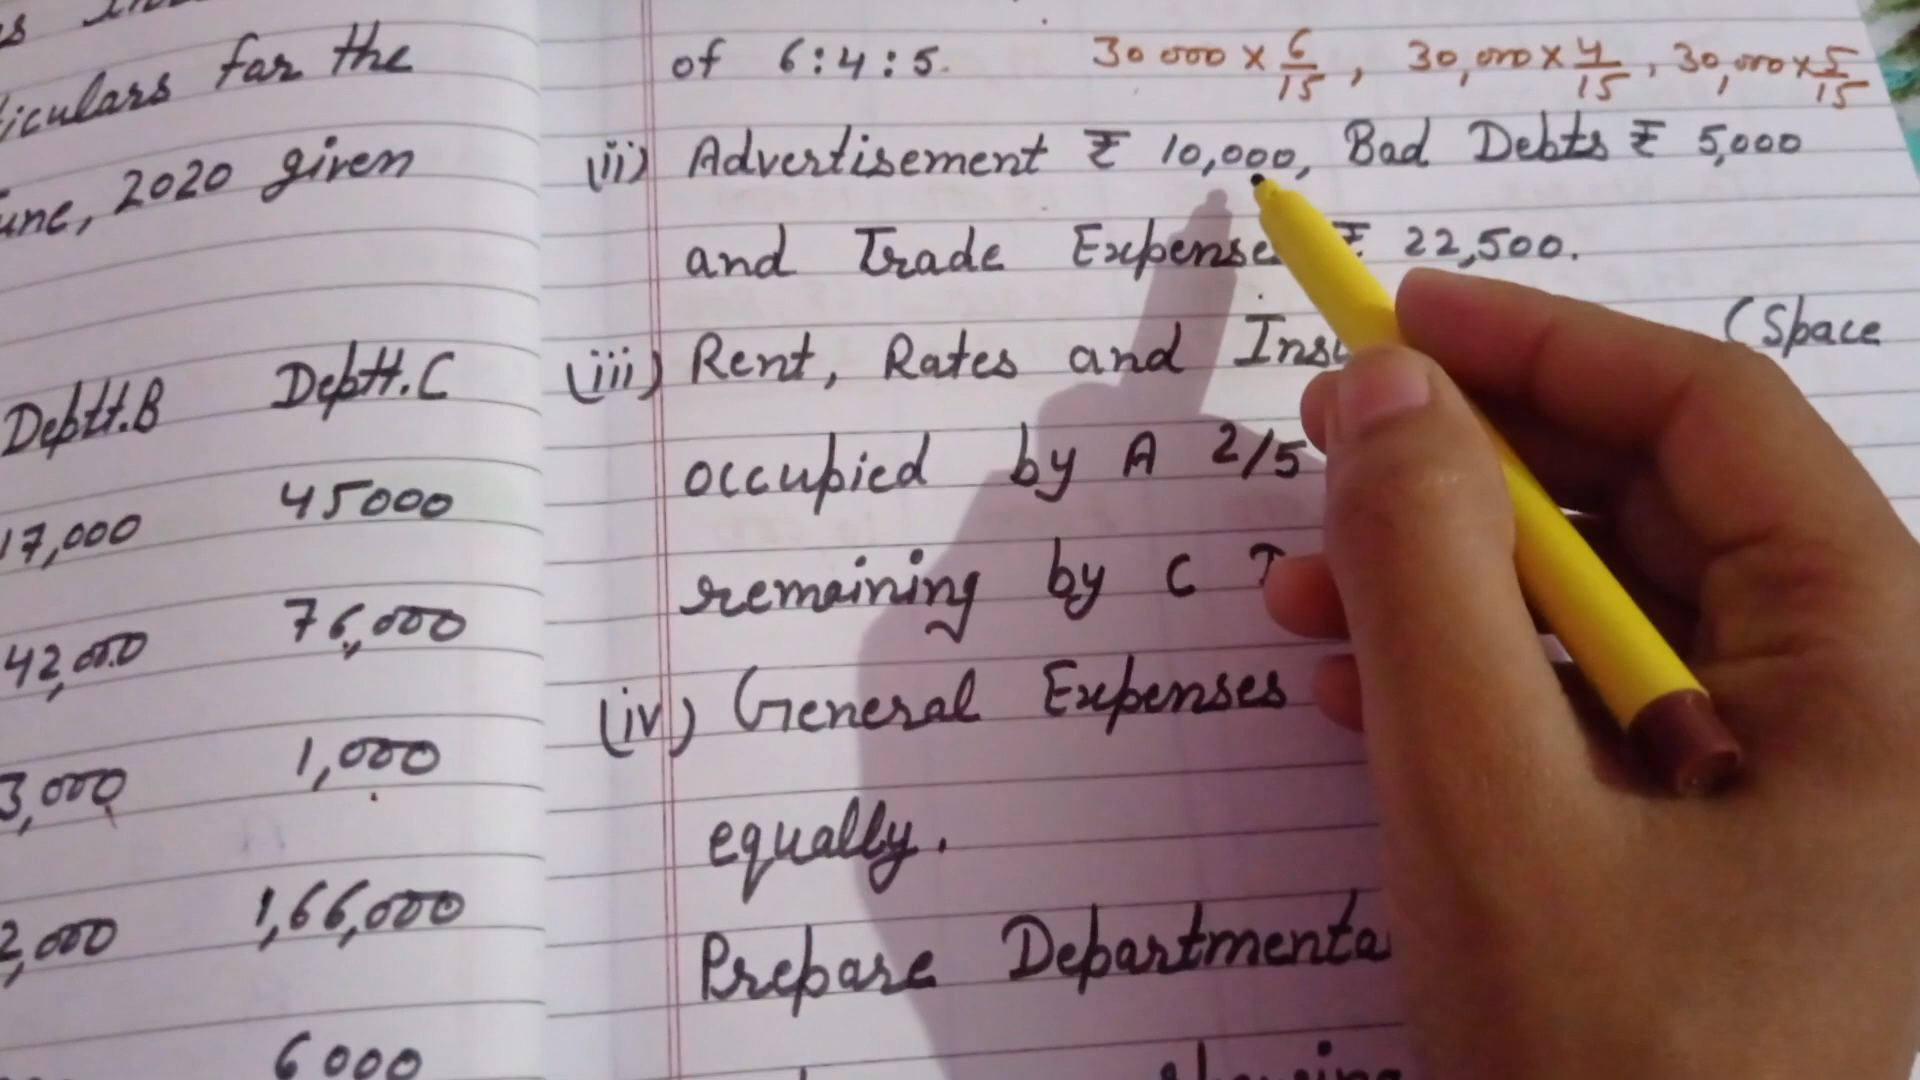 for the
June, 2020 given
Deptt.B Deptt.C
17,000 45000
42,000 76,000
3,000 1,000
2,000 1,66,000
6000
of 6:4:5. 30000 x 6/15, 30,000 x 4/15, 30,000 x 5/15
(ii) Advertisement ₹ 10,000, Bad Debts ₹ 5,000
and Trade Expense ₹ 22,500.
(iii) Rent, Rates and (Space
occupied by A 2/5
remaining by C
(iv) General Expenses
equally.
Prepare Departmenta